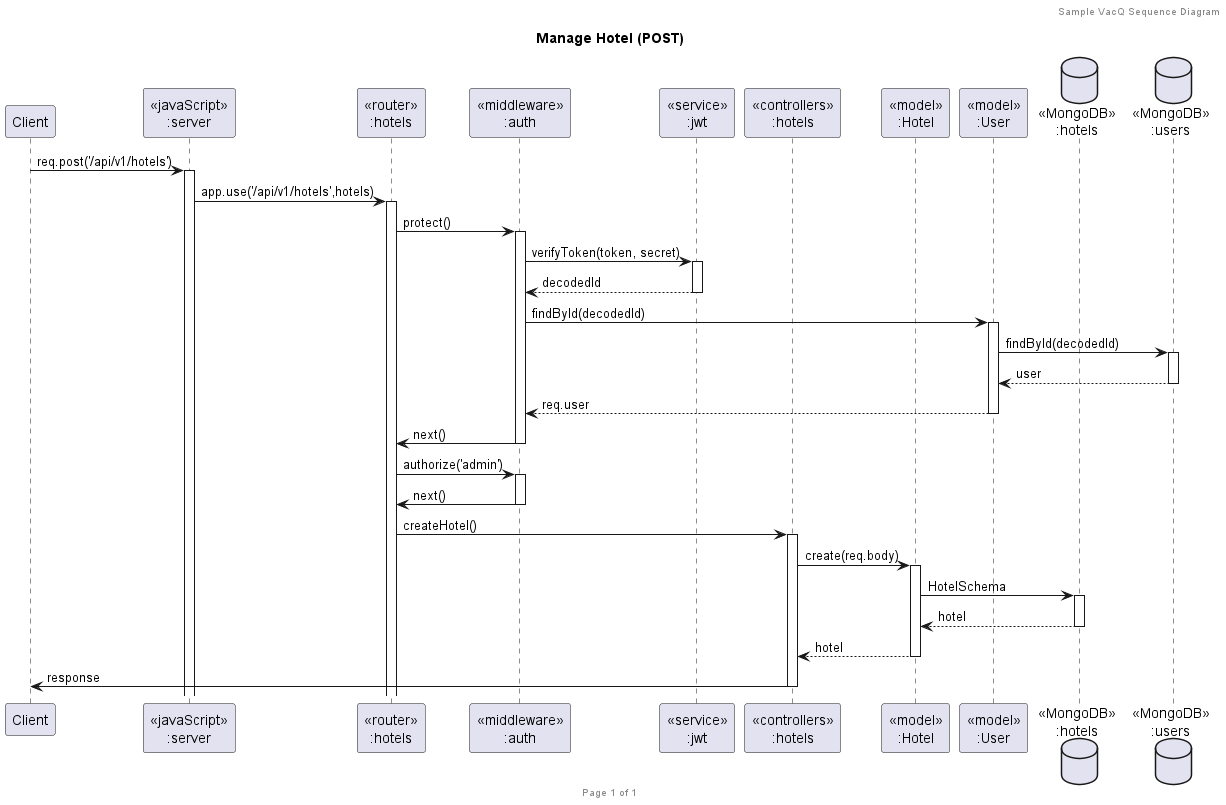 Sample VacQ Sequence Diagram
Manage Hotel (POST)
Client
«javaScript»
:server
«router»
:hotels
«middleware»
:auth
«service»
:jwt
«controllers»
:hotels
«model»
:Hotel
«model»
:User
«MongoDB»
:hotels
«MongoDB»
:users
req.post('/api/v1/hotels')
app.use('/api/v1/hotels',hotels)
protect()
verifyToken(token, secret)
decodedId
findById(decodedId)
findById(decodedId)
user
req.user
next()
authorize('admin')
next()
createHotel()
create(req.body)
HotelSchema
hotel
hotel
response
Client
«javaScript»
:server
«router»
:hotels
«middleware»
:auth
«service»
:jwt
«controllers»
:hotels
«model»
:Hotel
«model»
:User
«MongoDB»
:hotels
«MongoDB»
:users
Page 1 of 1